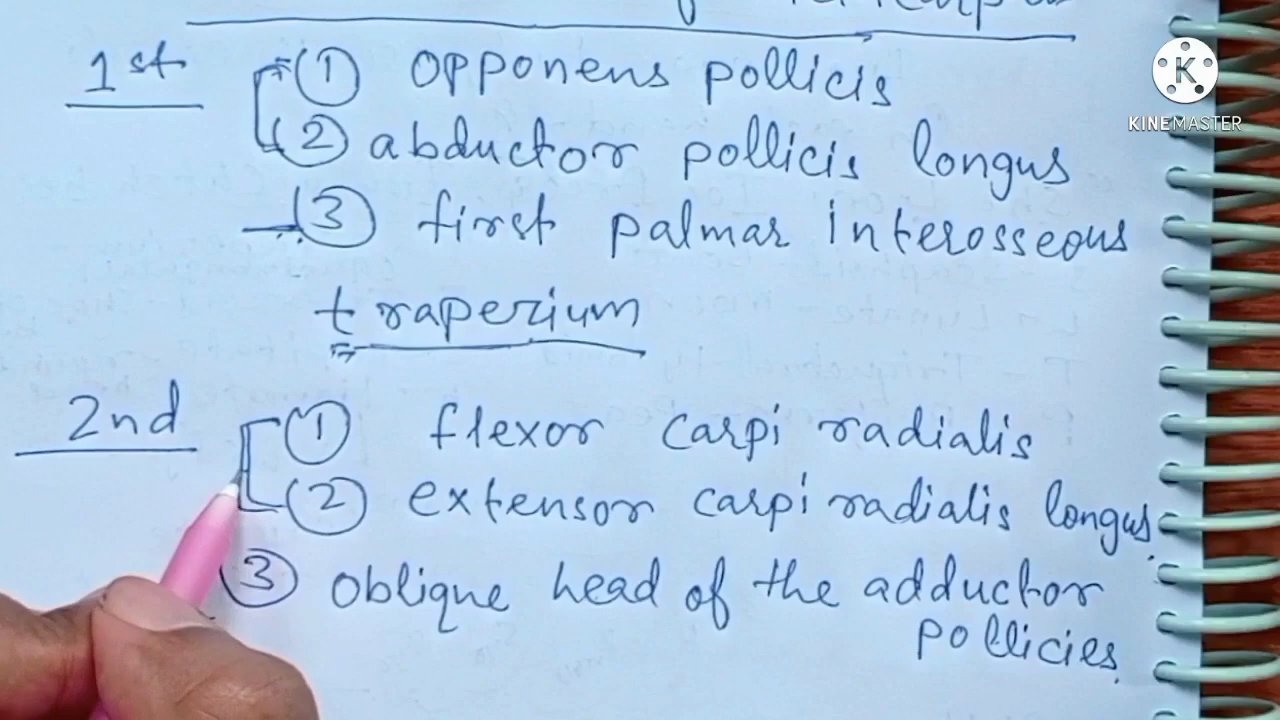 1st ① opponens pollicis
② abductor pollicis longus
③ first palmar interosseous
traperium
2nd ① flexor carpi radialis
② extensor carpi radialis longus.
③ oblique head of the adductor
pollicies.
KINEMASTER